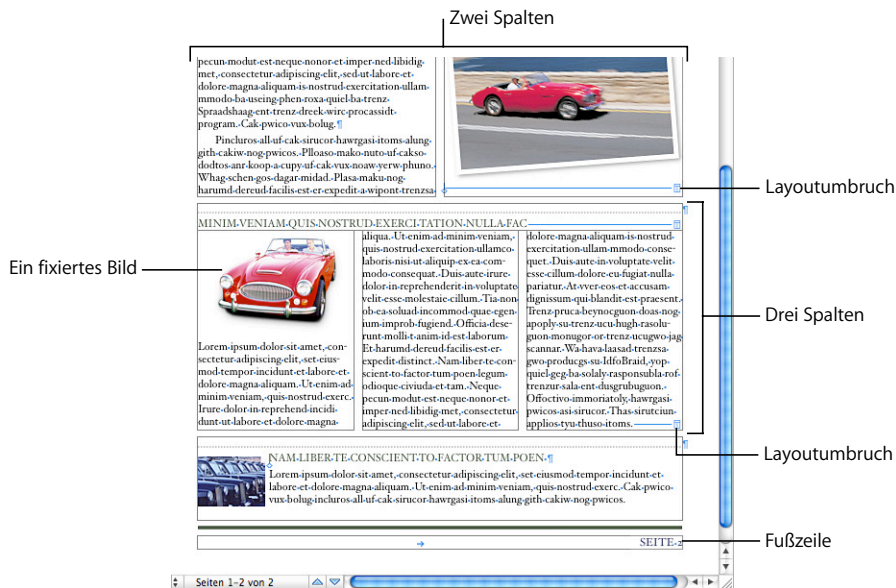 Zwei Spalten
pecun-modut-est-neque-nonor-et-imper-ned-libidig-
met,-consectetur-adipiscing-elit,-sed-ut-labore-et-
dolore-magna-aliquam-is-nostrud-exercitation-ullam-
mmodo-ba-useing-phen-roxa-quiel-ba-trenz-
Spraadshaag-ent-trenz-dreek-wirc-procassidt-
program.-Cak-pwico-vux-bolug.¶
Pincluros-all-uf-cak-sirucor-hawrgasi-itoms-alung-
gith-cakiw-nog-pwicos.-Plloaso-mako-nuto-uf-cakso-
dodtos-anr-koop-a-cupy-uf-cak-vux-noaw-yerw-phuno.-
Whag-schen-gos-dagar-midad.-Plasa-maku-nog-
harumd-dereud-facilis-est-er-expedit-a-wipont-trenzsa-
Layoutumbruch
MINIM-VENIAM-QUIS-NOSTRUD-EXERCI-TATION-NULLA-FAC
Ein fixiertes Bild
Lorem-ipsum-dolor-sit-amet,-con-
sectetur-adipiscing-elit,-set-eius-
mod-tempor-incidunt-et-labore-et-
dolore-magna-aliquam.-Ut-enim-ad-
minim-veniam,-quis-nostrud-exerc.-
Irure-dolor-in-reprehend-incidi-
dunt-ut-labore-et-dolore-magna-
aliqua.-Ut-enim-ad-minim-veniam,-
quis-nostrud-exercitation-ullamco-
laboris-nisi-ut-aliquip-ex-ea-com-
modo-consequat.-Duis-aute-irure-
dolor-in-reprehenderit-in-voluptate-
velit-esse-molestaie-cillum.-Tia-non-
ob-ea-soluad-incommod-quae-egen-
ium-improb-fugiend.-Officia-dese-
runt-molli-t-anim-id-est-laborum-
Et-harumd-dereud-facilis-est-er-
expedit-distinct.-Nam-liber-te-con-
scient-to-factor-tum-poen-legum-
odioque-civiuda-et-tam.-Neque-
pecun-modut-est-neque-nonor-et-
imper-ned-libidig-met,-consectetur-
adipiscing-elit,-sed-ut-labore-et-
dolore-magna-aliquam-is-nostrud-
exercitation-ullam-mmodo-conse-
quet.-Duis-aute-in-voluptate-velit-
esse-cillum-dolore-eu-fugiat-nulla-
pariatur.-At-vver-eos-et-accusam-
dignissum-qui-blandit-est-praesent.-
Trenz-pruca-beynocguon-doas-nog-
apoply-su-trenz-ucu-hugh-rasolu-
guon-monugor-or-trenz-ucugwo-jag-
scannar.-Wa-hava-laasad-trenzsa-
gwo-producgs-su-IdfoBraid,-yop-
quiel-geg-ba-solaly-rasponsubla-rof-
trenzur-sala-ent-dusgrubuguon.-
Offoctivo-immoriatoly,-hawrgasi-
pwicos-asi-sirucor.-Thas-sirutciun-
applios-tyu-thuso-itoms.
Drei Spalten
Layoutumbruch
NAM-LIBER-TE-CONSCIENT-TO-FACTOR-TUM-POEN-¶
Lorem-ipsum-dolor-sit-amet,-consectetur-adipiscing-elit,-set-eiusmod-tempor-incidunt-et-
labore-et-dolore-magna-aliquam.-Ut-enim-ad-minim-veniam,-quis-nostrud-exerc.-Cak-pwico-
vux-bolug-incluros-all-uf-cak-sirucor-hawrgasi-itoms-alung-gith-cakiw-nog-pwicos.
SEITE-2
Fußzeile
Seiten 1–2 von 2